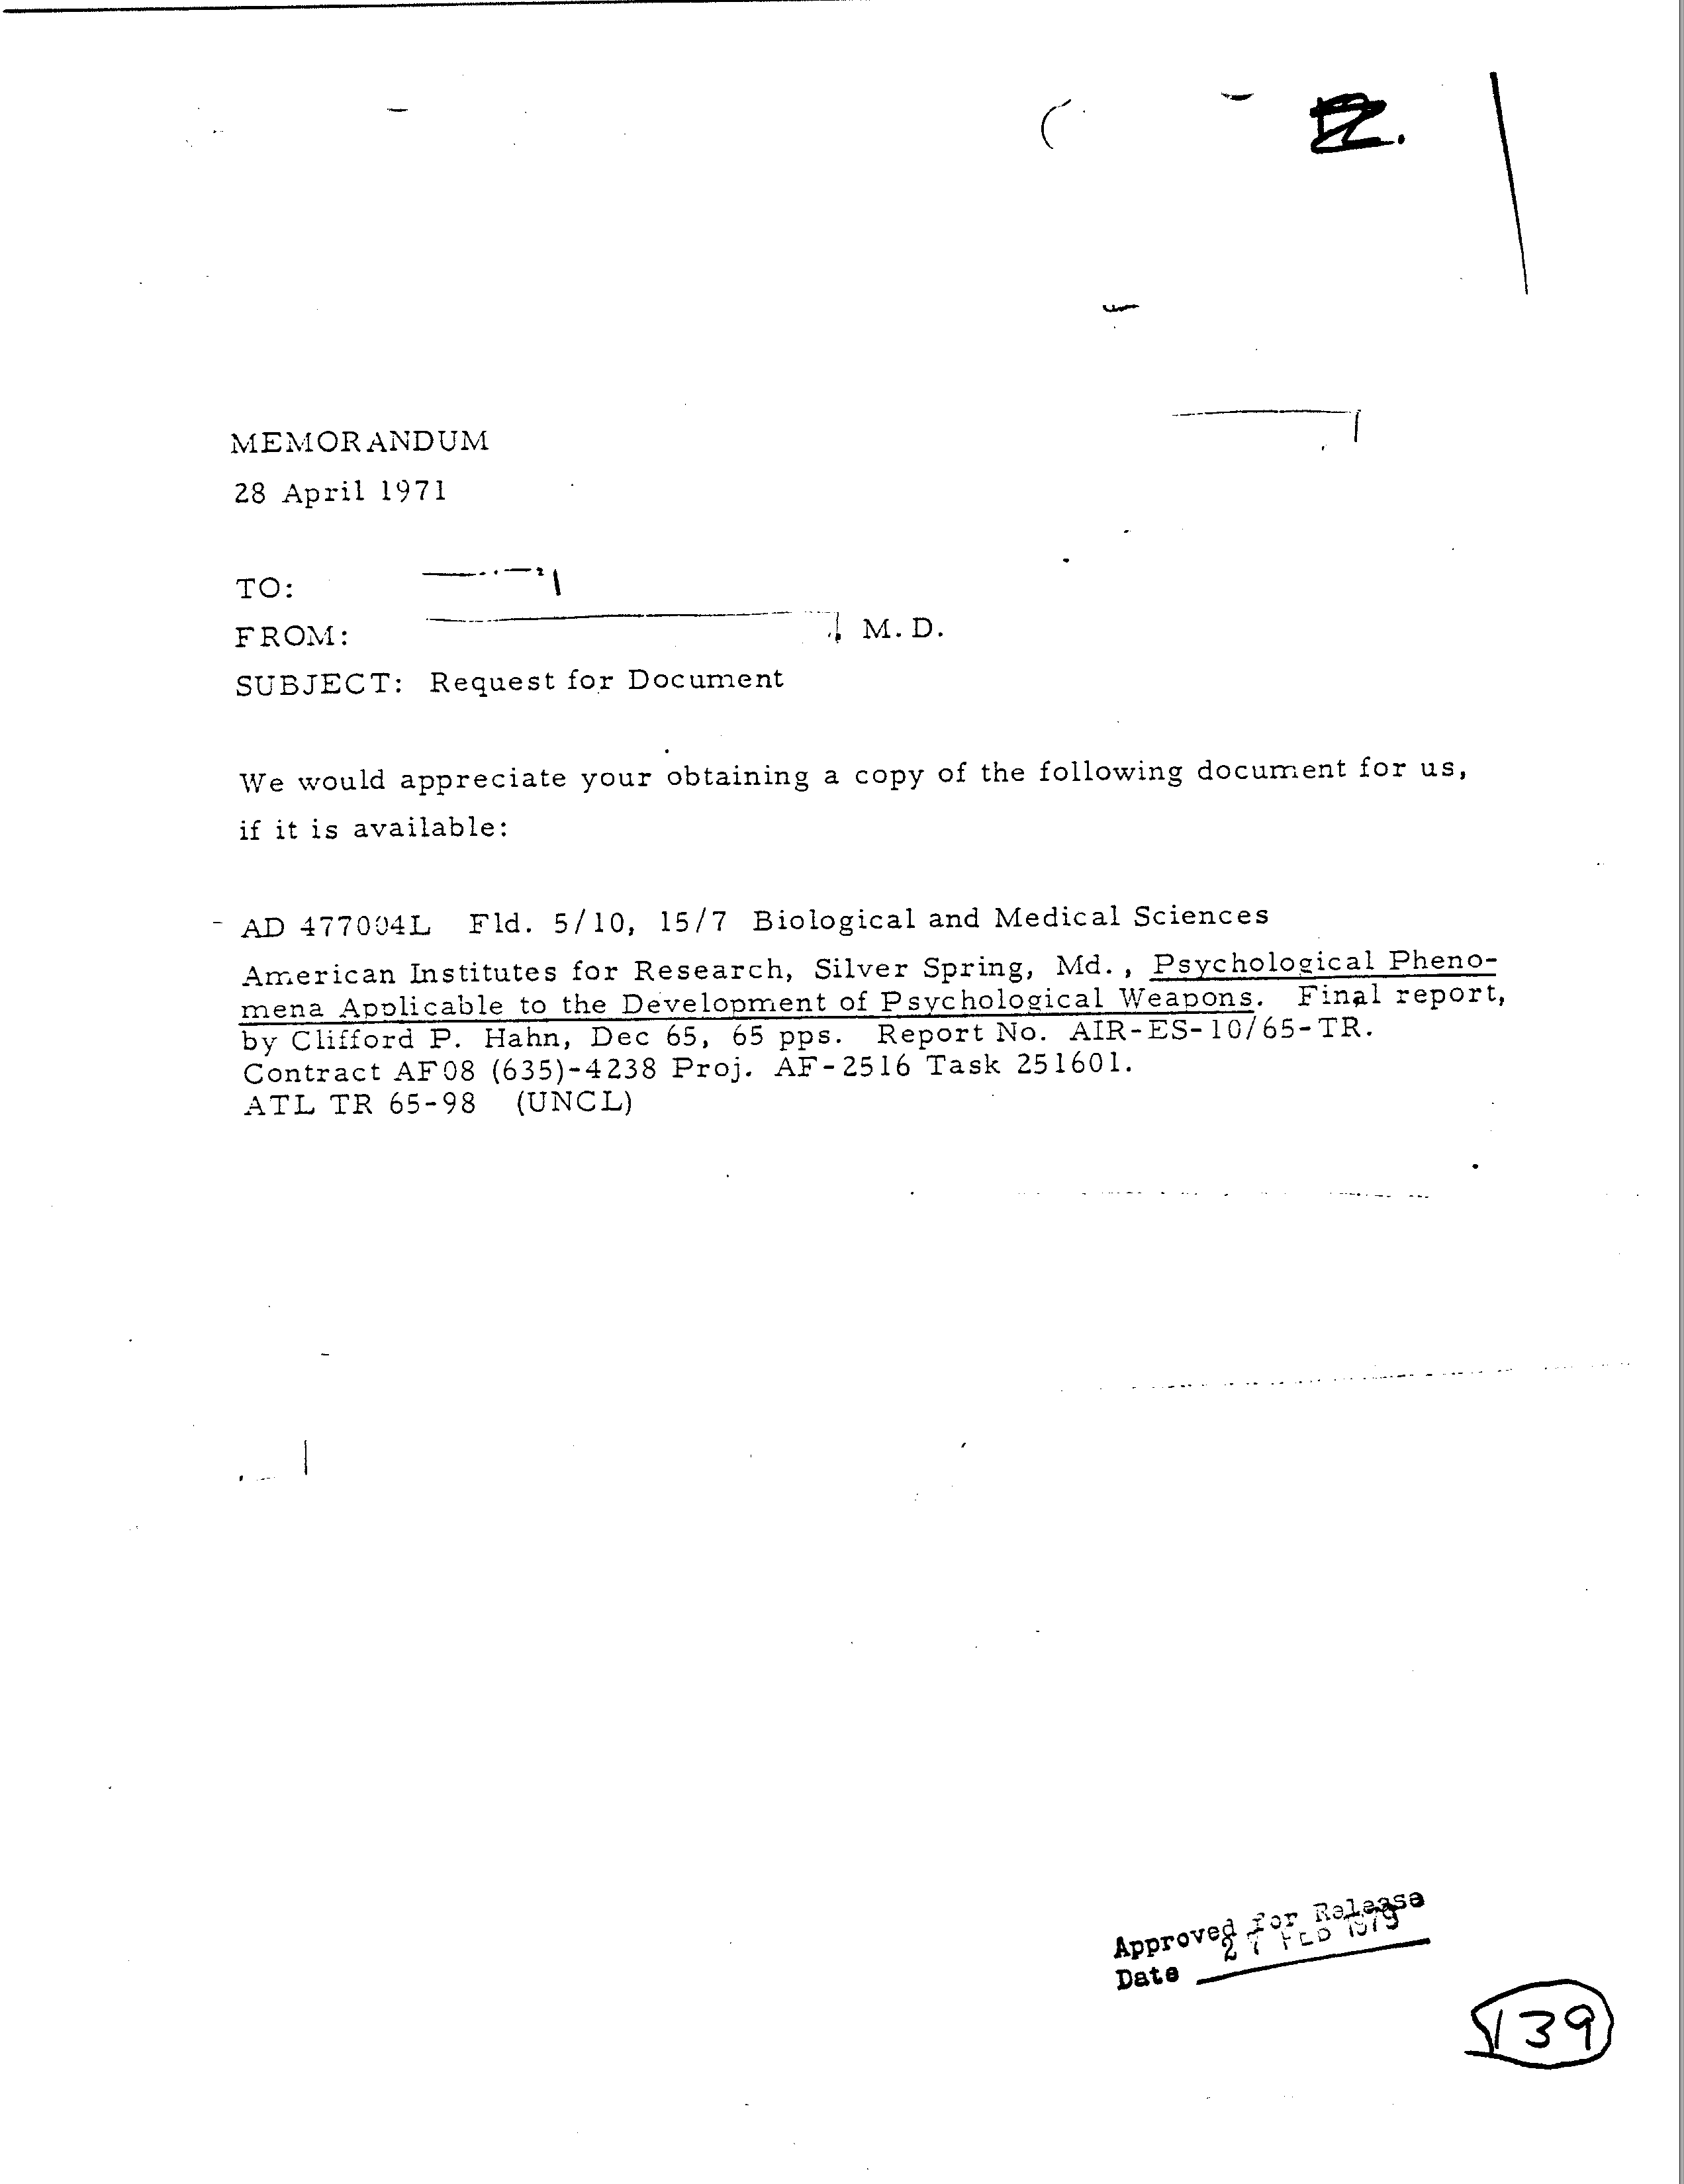 MEMORANDUM
28 April 1971
TO:
FROM: M. D.
SUBJECT: Request for Document
We would appreciate your obtaining a copy of the following document for us,
if it is available:
- AD 477004L Fld. 5/10, 15/7 Biological and Medical Sciences
American Institutes for Research, Silver Spring, Md., Psychological Pheno-
mena Applicable to the Development of Psychological Weapons. Final report,
by Clifford P. Hahn, Dec 65, 65 pps. Report No. AIR-ES-10/65-TR.
Contract AF08 (635)-4238 Proj. AF-2516 Task 251601.
ATL TR 65-98 (UNCL)
Approved for Release
Date 27 FEB 1979
139